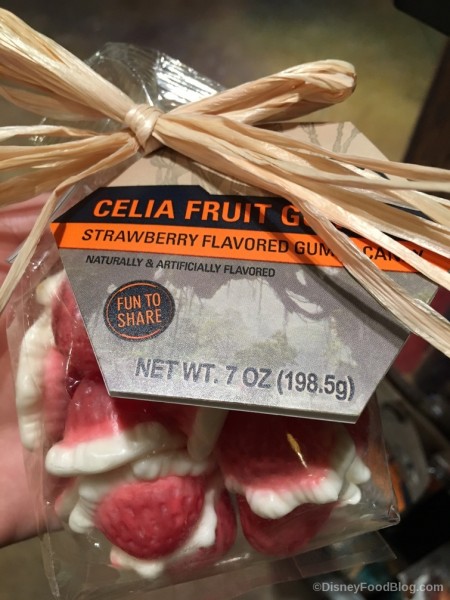 CELIA FRUIT G
STRAWBERRY FLAVORED GUM CANDY
NATURALLY & ARTIFICIALLY FLAVORED
FUN TO
SHARE
NET WT. 7 OZ (198.5g)
©DisneyFoodBlog.com